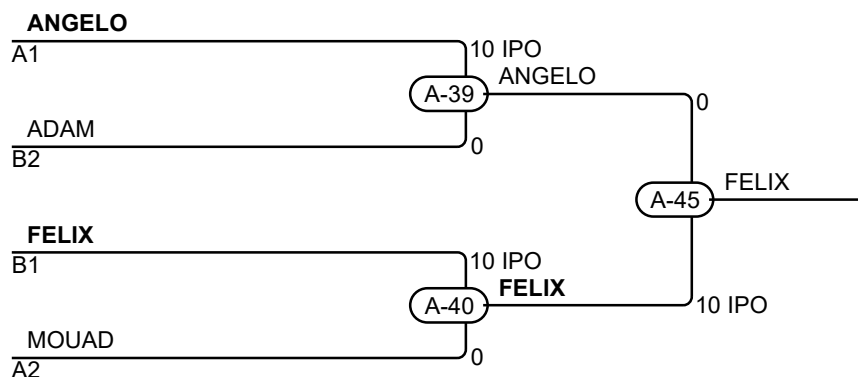 ANGELO
A1
10 IPO
A-39
ANGELO
ADAM
B2
0
0
A-45
FELIX
FELIX
B1
10 IPO
A-40
FELIX
10 IPO
MOUAD
A2
0